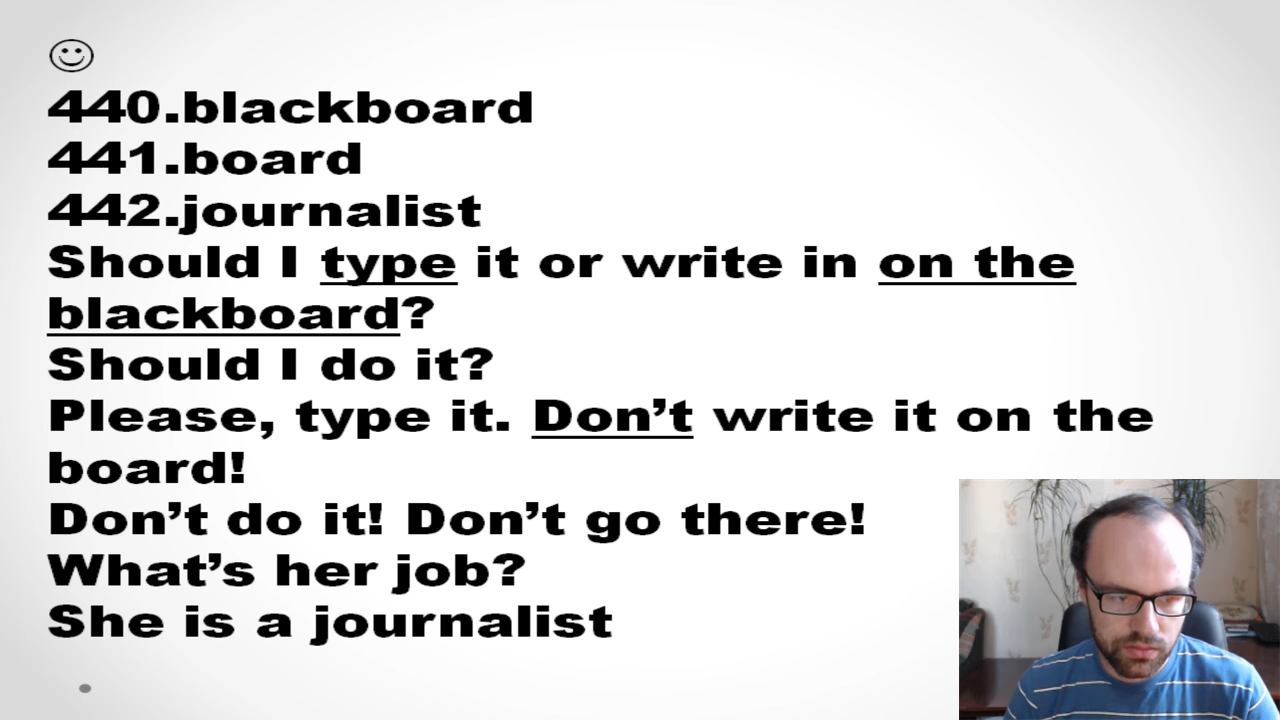 440.blackboard
441.board
442.journalist
Should I type it or write in on the
blackboard?
Should I do it?
Please, type it. Don’t write it on the
board!
Don’t do it! Don’t go there!
What’s her job?
She is a journalist